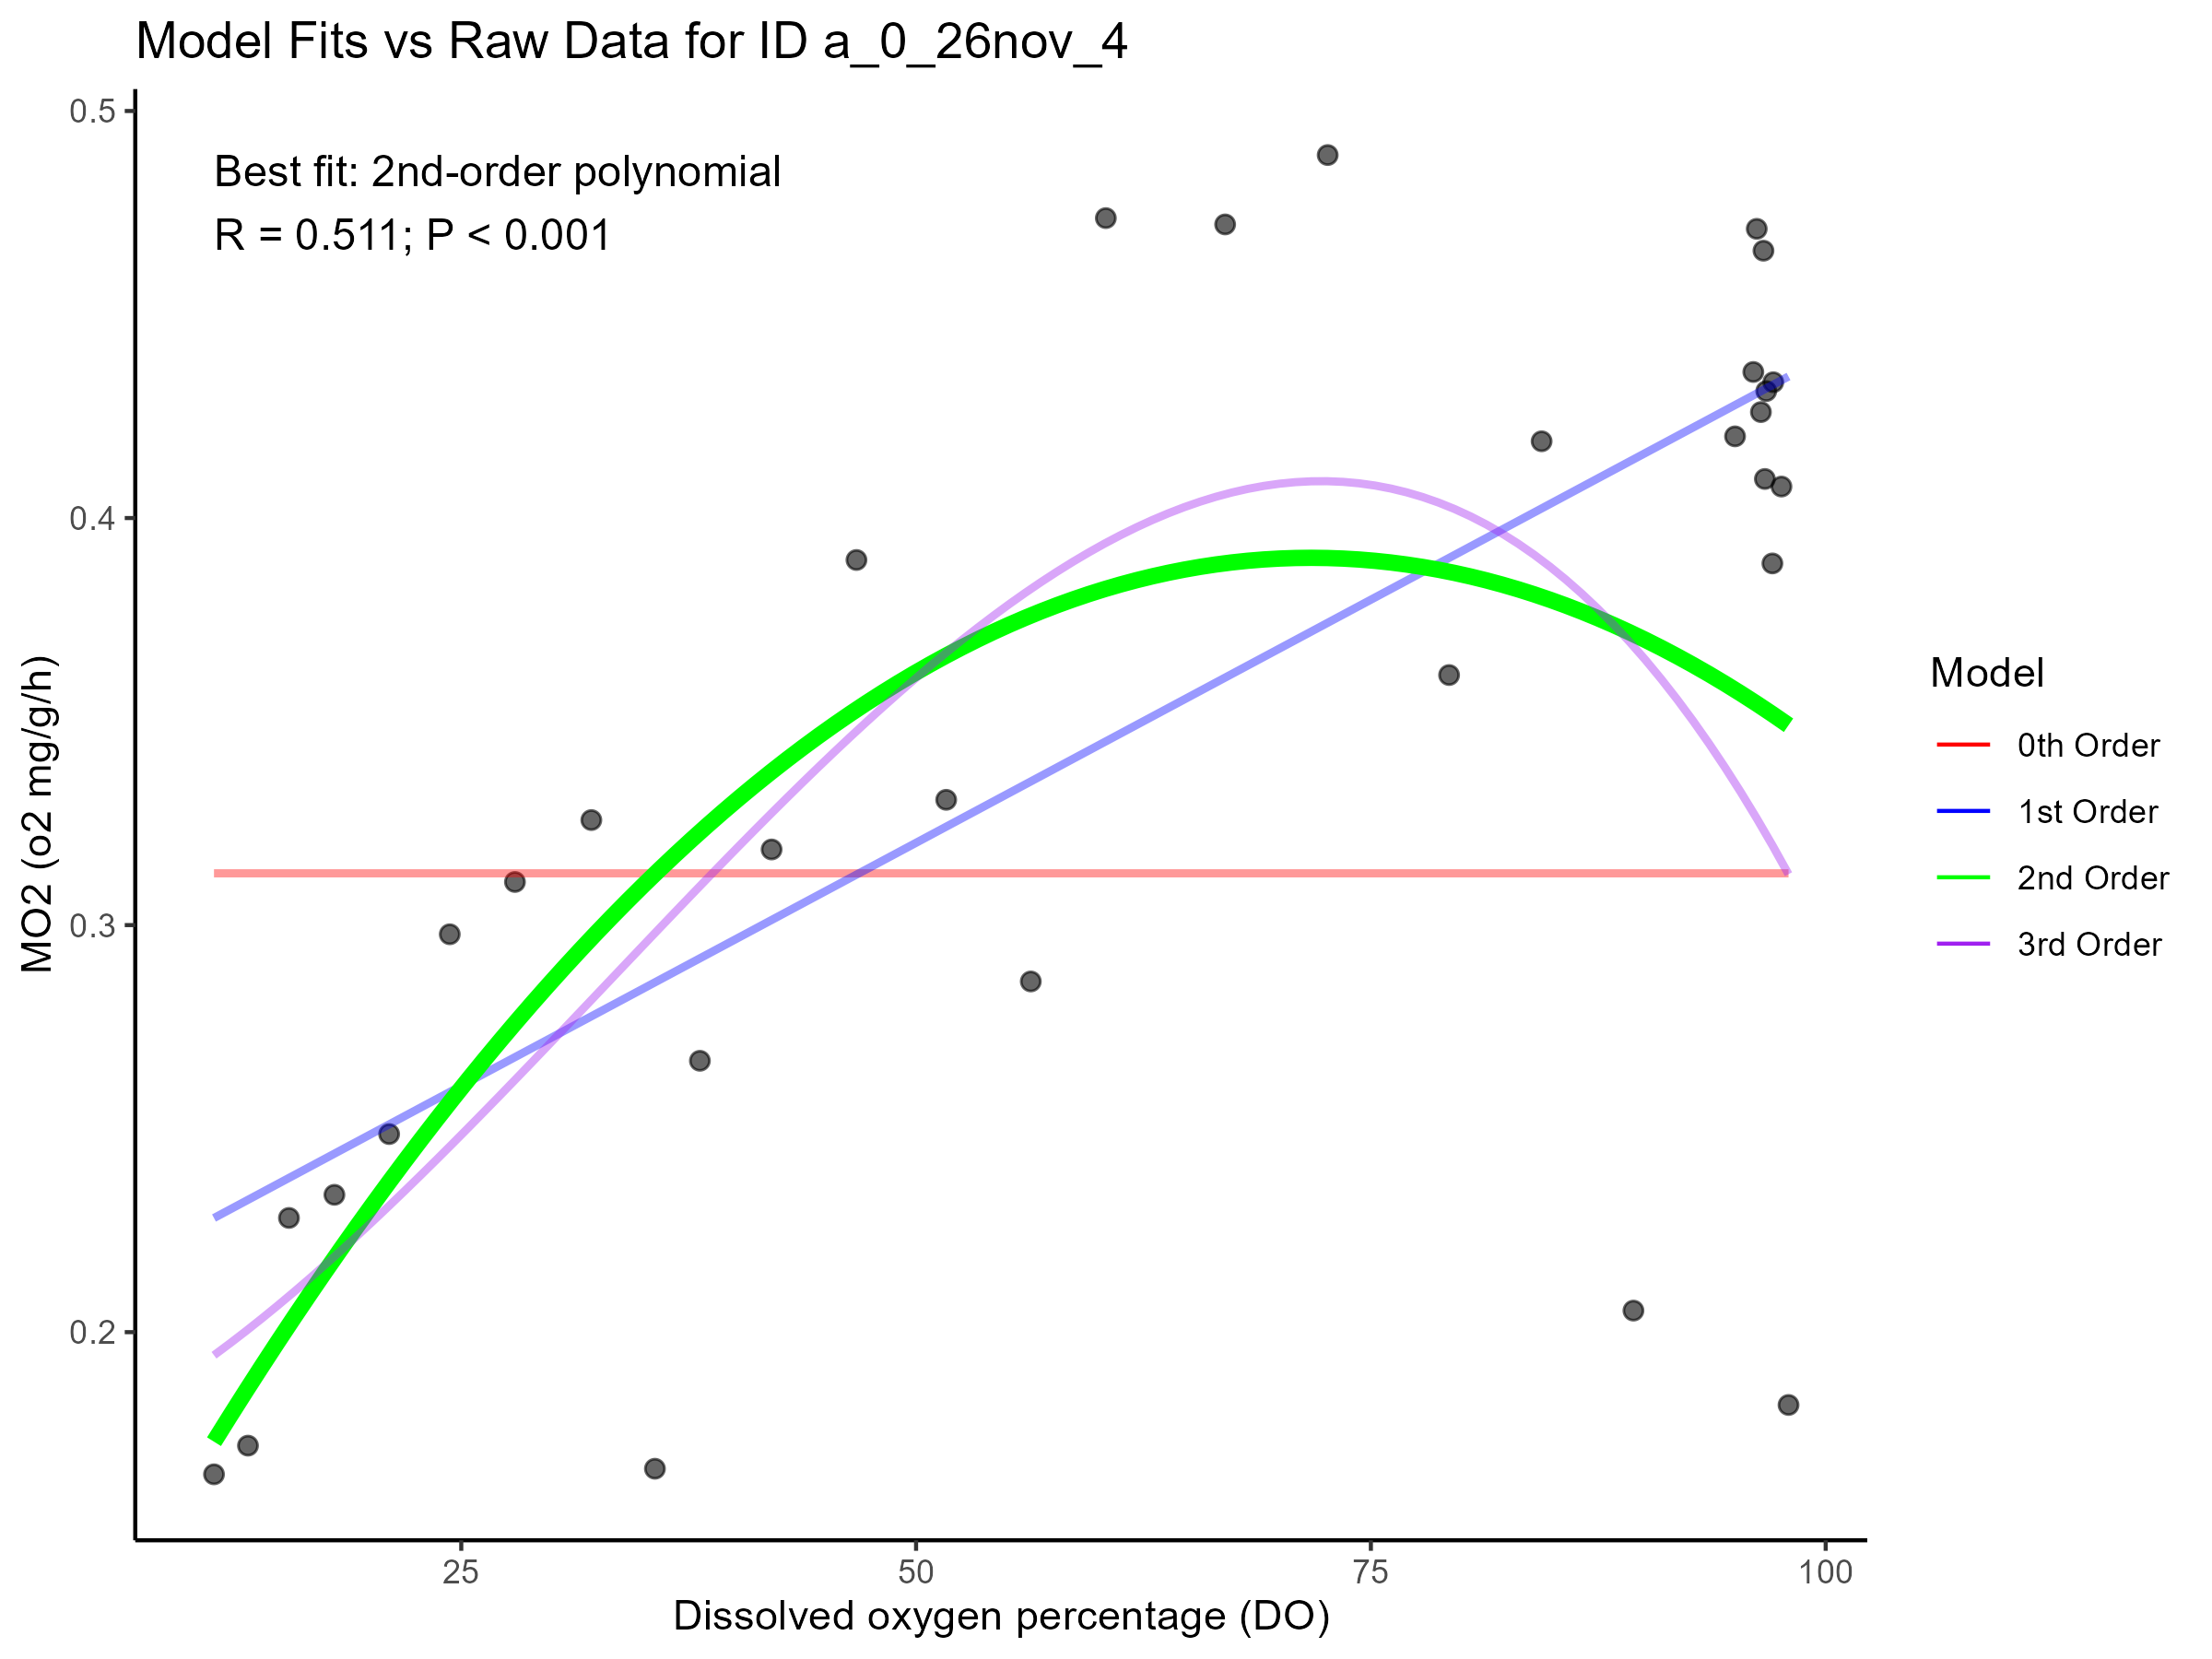 Model Fits vs Raw Data for ID a_0_26nov_4
Best fit: 2nd-order polynomial
R = 0.511; P < 0.001
0.5
0.4
0.3
0.2
MO2 (o2 mg/g/h)
25
50
75
100
Dissolved oxygen percentage (DO)
Model
0th Order
1st Order
2nd Order
3rd Order